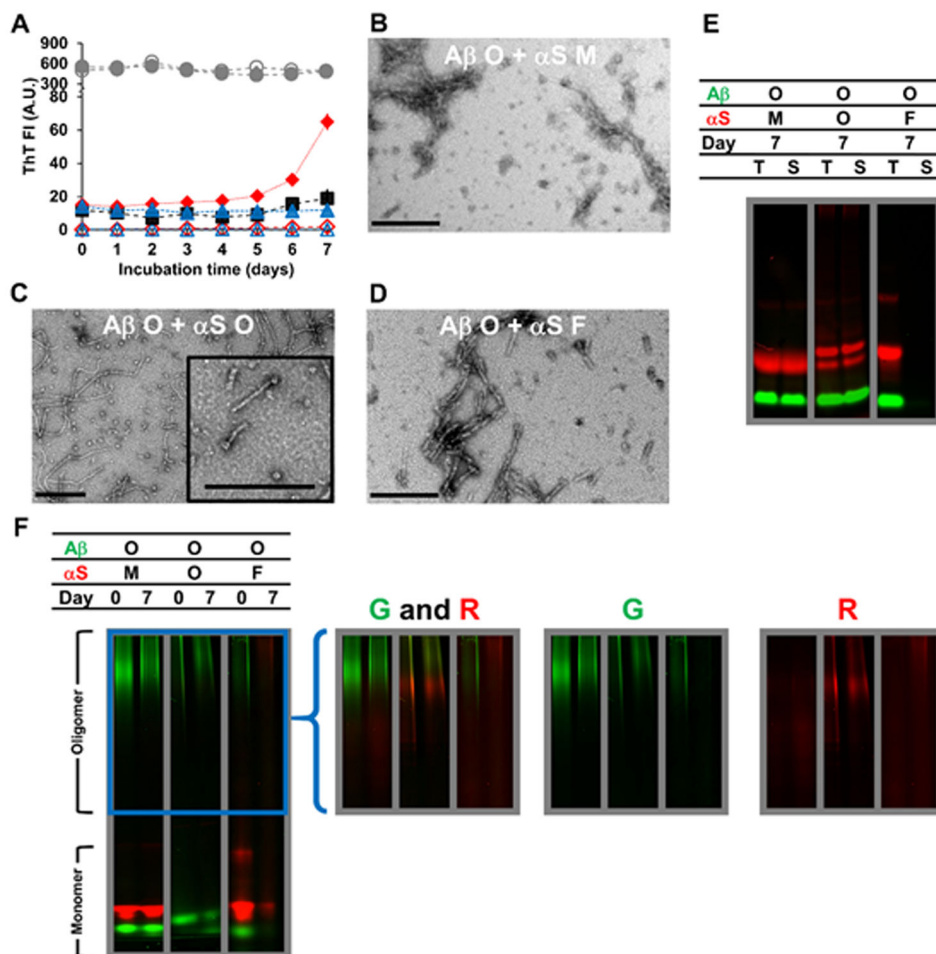 A
ThT FI (A.U.)
900
600
300
80
60
40
20
0
0 1 2 3 4 5 6 7
Incubation time (days)
B
Aβ O + αS M
C
Aβ O + αS O
D
Aβ O + αS F
E
Aβ O O O
αS M O F
Day 7 7 7
T S T S T S
F
Aβ O O O
αS M O F
Day 0 7 0 7 0 7
Oligomer
Monomer
G and R
G
R